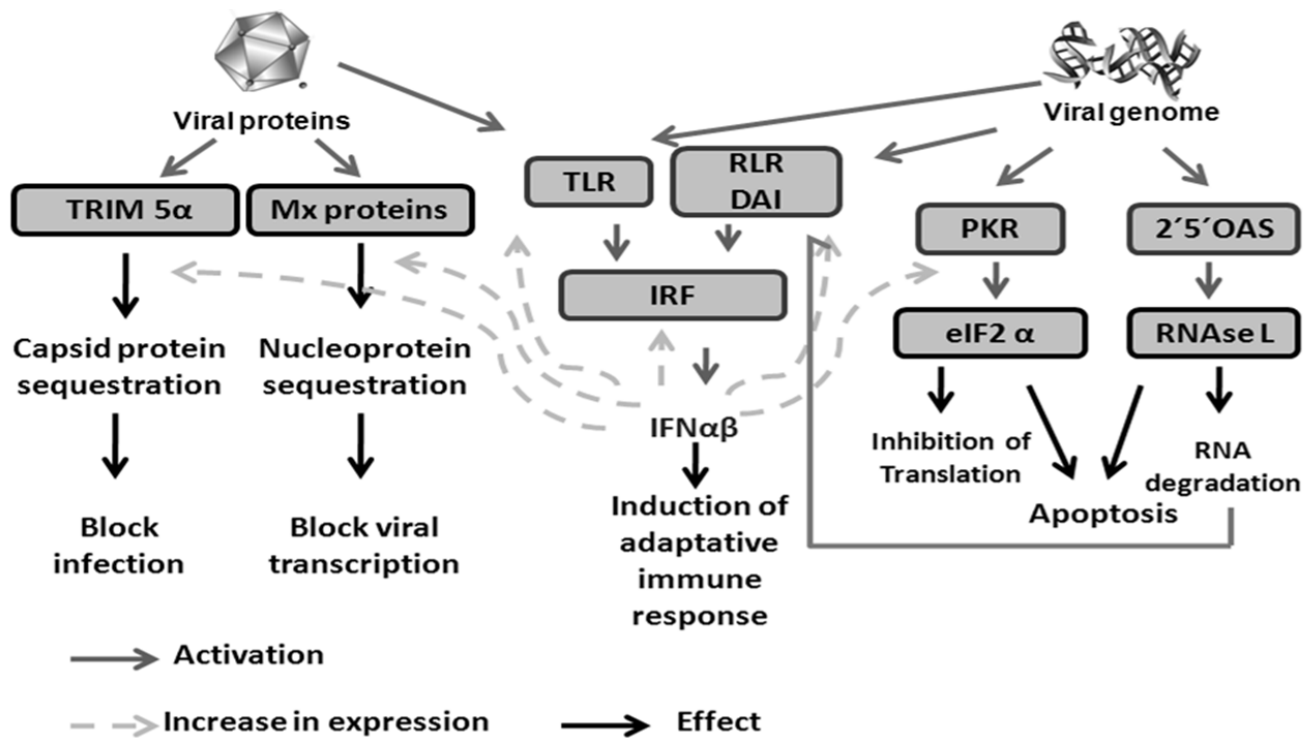 Viral proteins
Viral genome
TRIM 5α
Mx proteins
TLR
RLR
DAI
PKR
2´5´OAS
IRF
eIF2 α
RNAse L
Capsid protein
sequestration
Nucleoprotein
sequestration
IFNαβ
Inhibition of
Translation
RNA
degradation
Apoptosis
Block
infection
Block viral
transcription
Induction of
adaptative
immune
response
Activation
Increase in expression
Effect